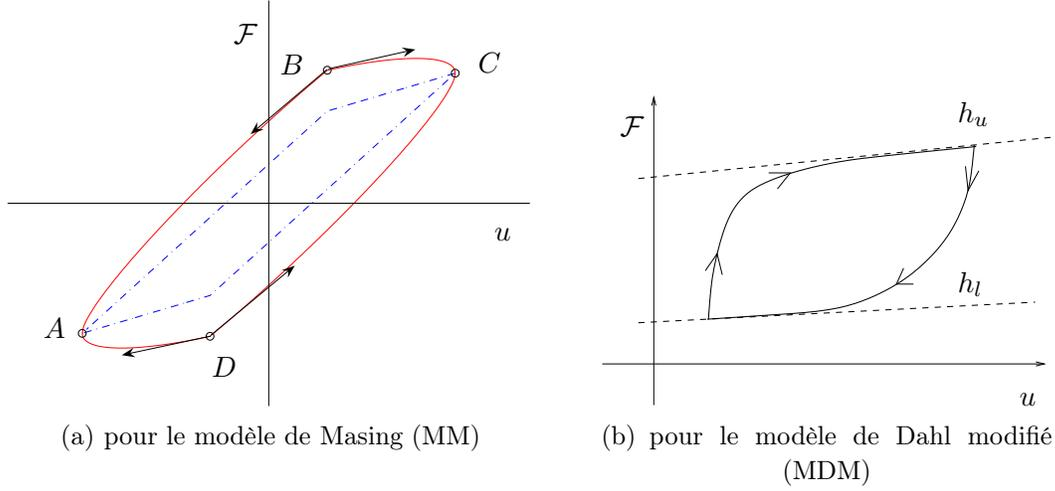 ℱ
B
C
u
A
D
(a) pour le modèle de Masing (MM)
ℱ
h_u
h_l
u
(b) pour le modèle de Dahl modifié
(MDM)